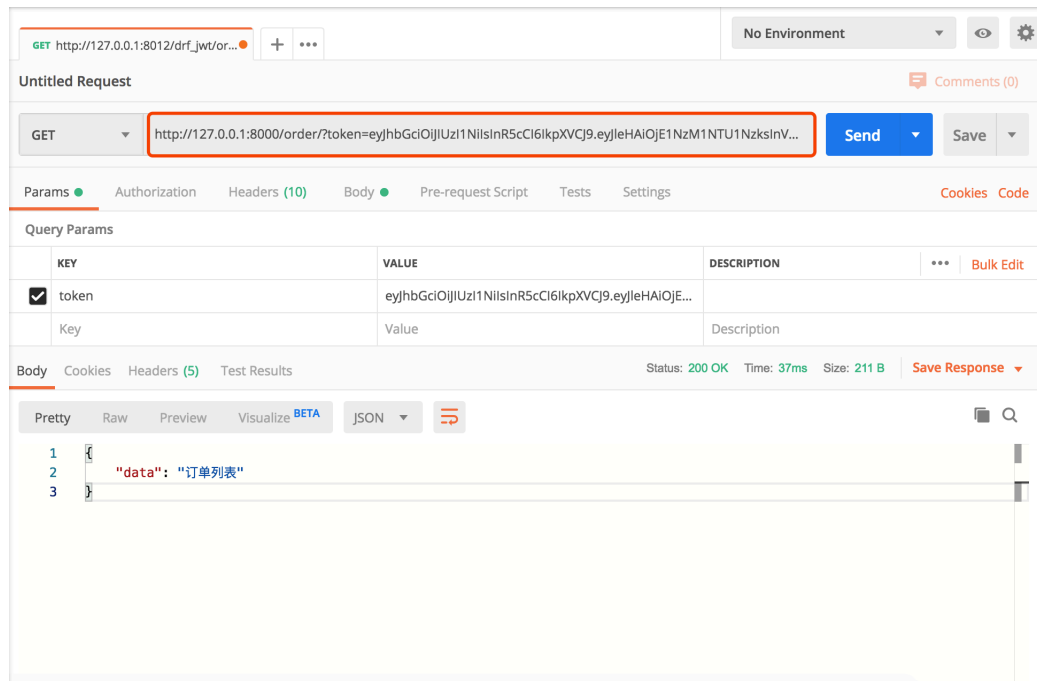 GET http://127.0.0.1:8012/drf_jwt/or... + •••
No Environment
Untitled Request
Comments (0)
GET
http://127.0.0.1:8000/order/?token=eyJhbGciOiJIUzI1NiIsInR5cCI6IkpXVCJ9.eyJleHAiOjE1NzM1NTU1NzksInV...
Send
Save
Params Authorization Headers (10) Body Pre-request Script Tests Settings Cookies Code
Query Params
KEY VALUE DESCRIPTION ••• Bulk Edit
token eyJhbGciOiJIUzI1NiIsInR5cCI6IkpXVCJ9.eyJleHAiOjE...
Key Value Description
Body Cookies Headers (5) Test Results Status: 200 OK Time: 37ms Size: 211 B Save Response
Pretty Raw Preview Visualize BETA JSON
1 {
2 "data": "订单列表"
3 }